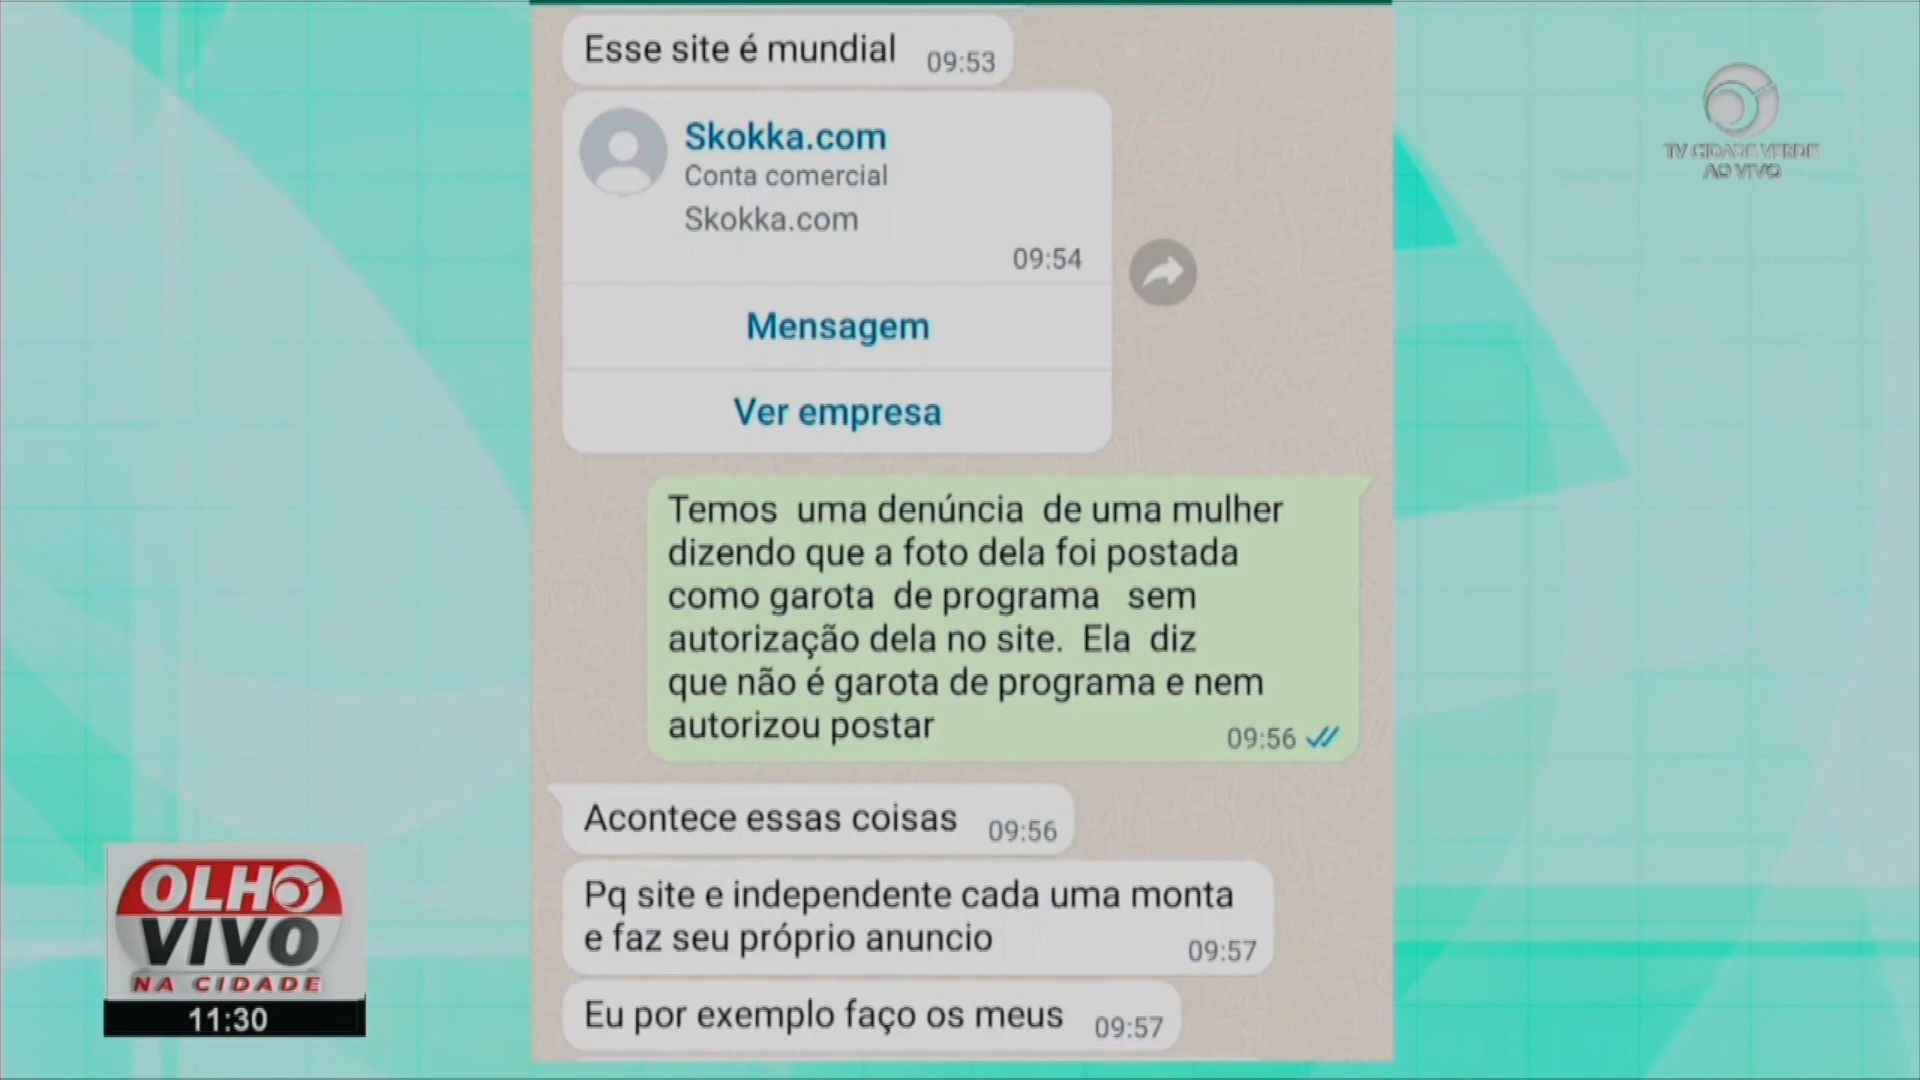 Esse site é mundial 09:53
Skokka.com
Conta comercial
Skokka.com
09:54
Mensagem
Ver empresa
Temos uma denúncia de uma mulher
dizendo que a foto dela foi postada
como garota de programa sem
autorização dela no site. Ela diz
que não é garota de programa e nem
autorizou postar
09:56
Acontece essas coisas 09:56
Pq site e independente cada uma monta
e faz seu próprio anuncio
09:57
Eu por exemplo faço os meus 09:57
TV CIDADE VERDE
AO VIVO
OLHO
VIVO
NA CIDADE
11:30